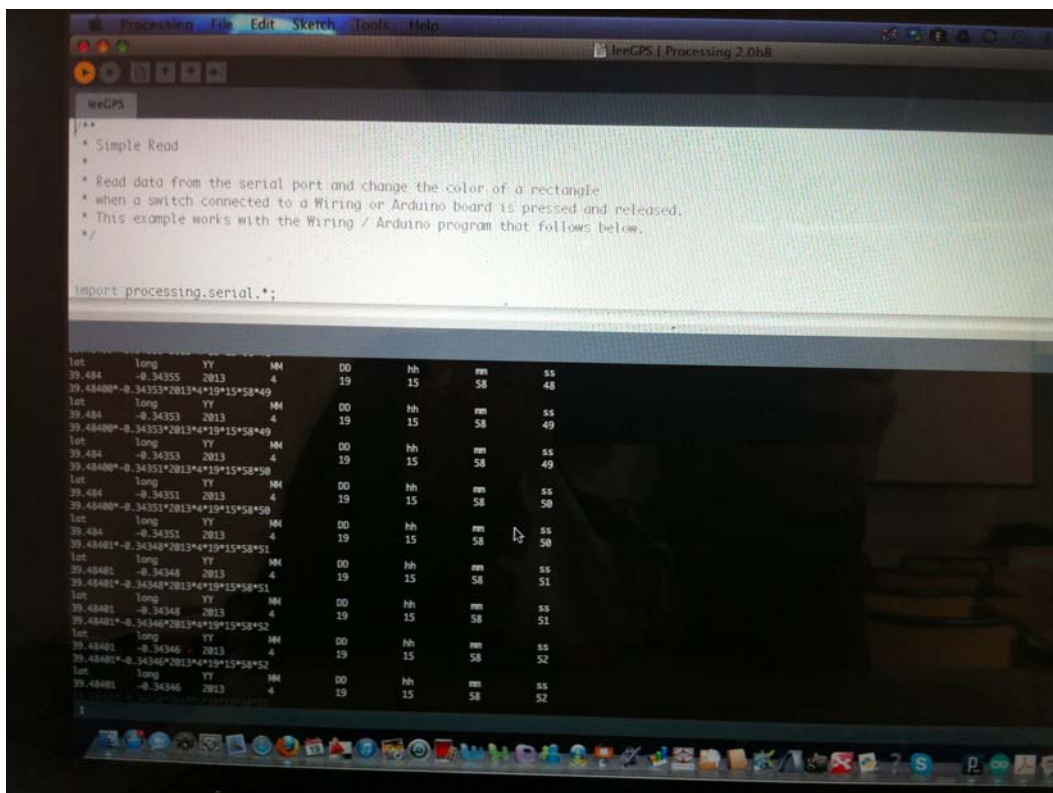 Processing File Edit Sketch Tools Help
leeGPS | Processing 2.0b8
leeGPS
/**
* Simple Read
*
* Read data from the serial port and change the color of a rectangle
* when a switch connected to a Wiring or Arduino board is pressed and released.
* This example works with the Wiring / Arduino program that follows below.
*/
import processing.serial.*;
lat long YY MM DD hh mm ss
39.484 -0.34355 2013 4 19 15 58 48
39.48400*-0.34353*2013*4*19*15*58*49
lat long YY MM DD hh mm ss
39.484 -0.34353 2013 4 19 15 58 49
39.48400*-0.34353*2013*4*19*15*58*49
lat long YY MM DD hh mm ss
39.484 -0.34353 2013 4 19 15 58 49
39.48400*-0.34351*2013*4*19*15*58*50
lat long YY MM DD hh mm ss
39.484 -0.34351 2013 4 19 15 58 50
39.48400*-0.34351*2013*4*19*15*58*50
lat long YY MM DD hh mm ss
39.484 -0.34351 2013 4 19 15 58 50
39.48401*-0.34348*2013*4*19*15*58*51
lat long YY MM DD hh mm ss
39.48401 -0.34348 2013 4 19 15 58 51
39.48401*-0.34348*2013*4*19*15*58*51
lat long YY MM DD hh mm ss
39.48401 -0.34348 2013 4 19 15 58 51
39.48401*-0.34346*2013*4*19*15*58*52
lat long YY MM DD hh mm ss
39.48401 -0.34346 2013 4 19 15 58 52
39.48401*-0.34346*2013*4*19*15*58*52
lat long YY MM DD hh mm ss
39.48401 -0.34346 2013 4 19 15 58 52
1